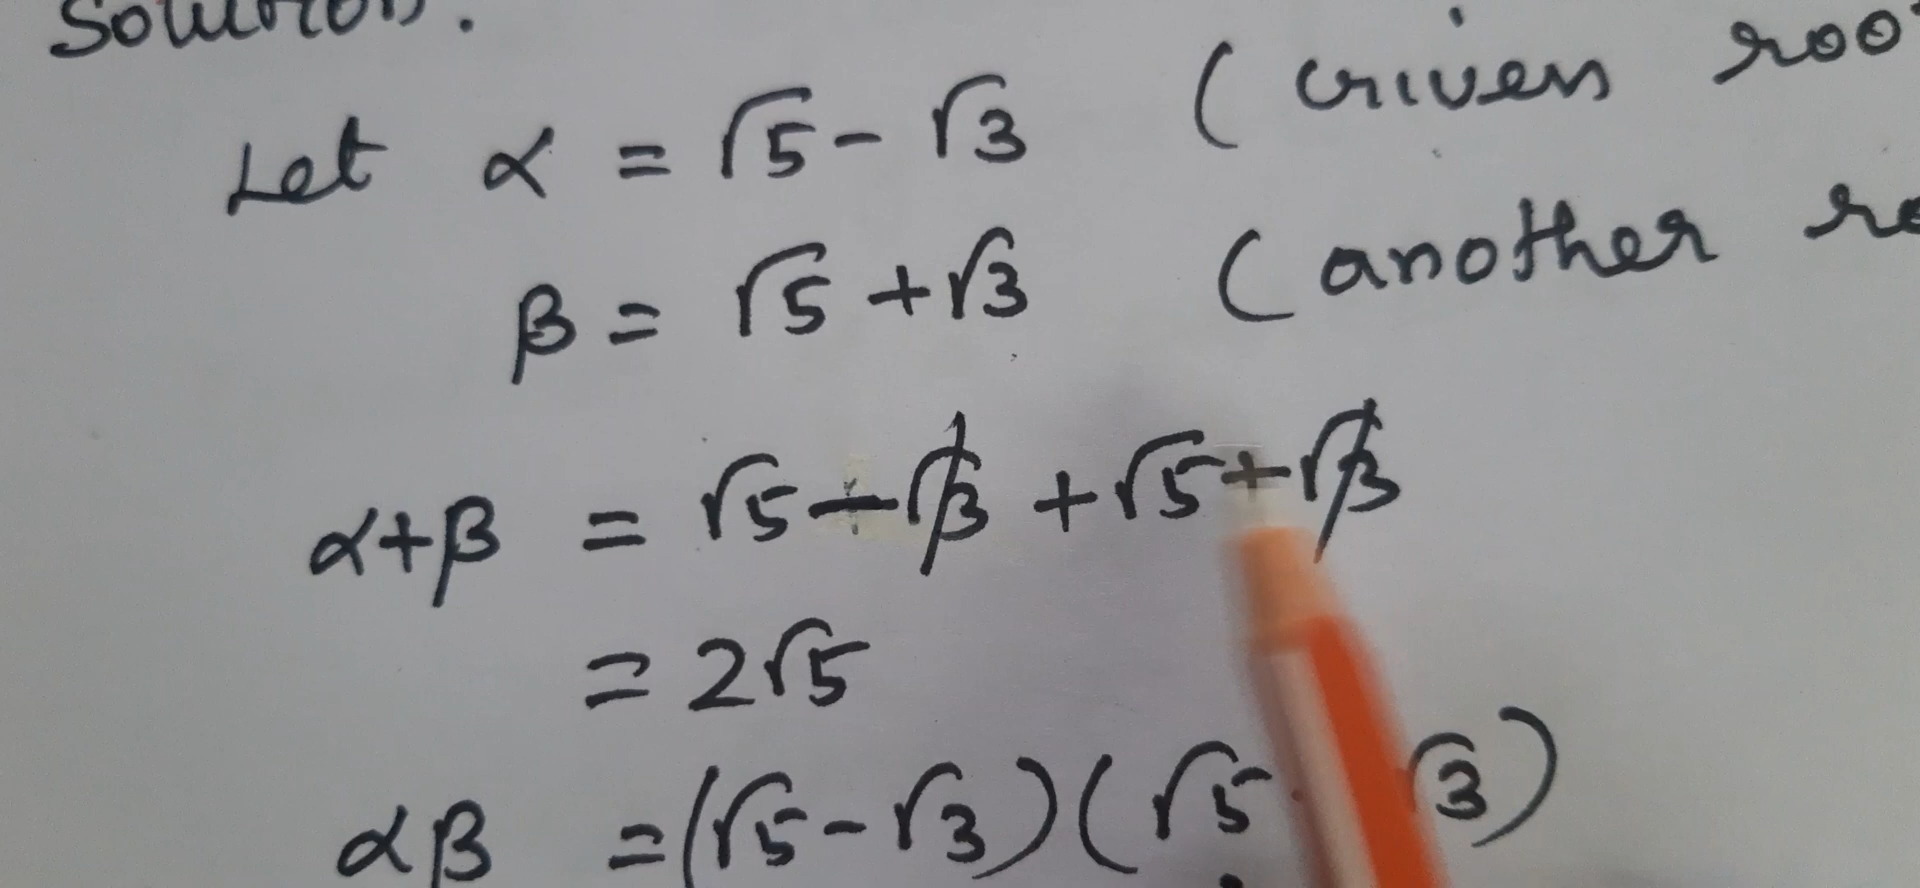 Solution.
Let α = √5 - √3 (Given
β = √5 + √3 (another
α+β = √5 - √3 + √5 + √3
= 2√5
αβ = (√5 - √3)(√5 √3)